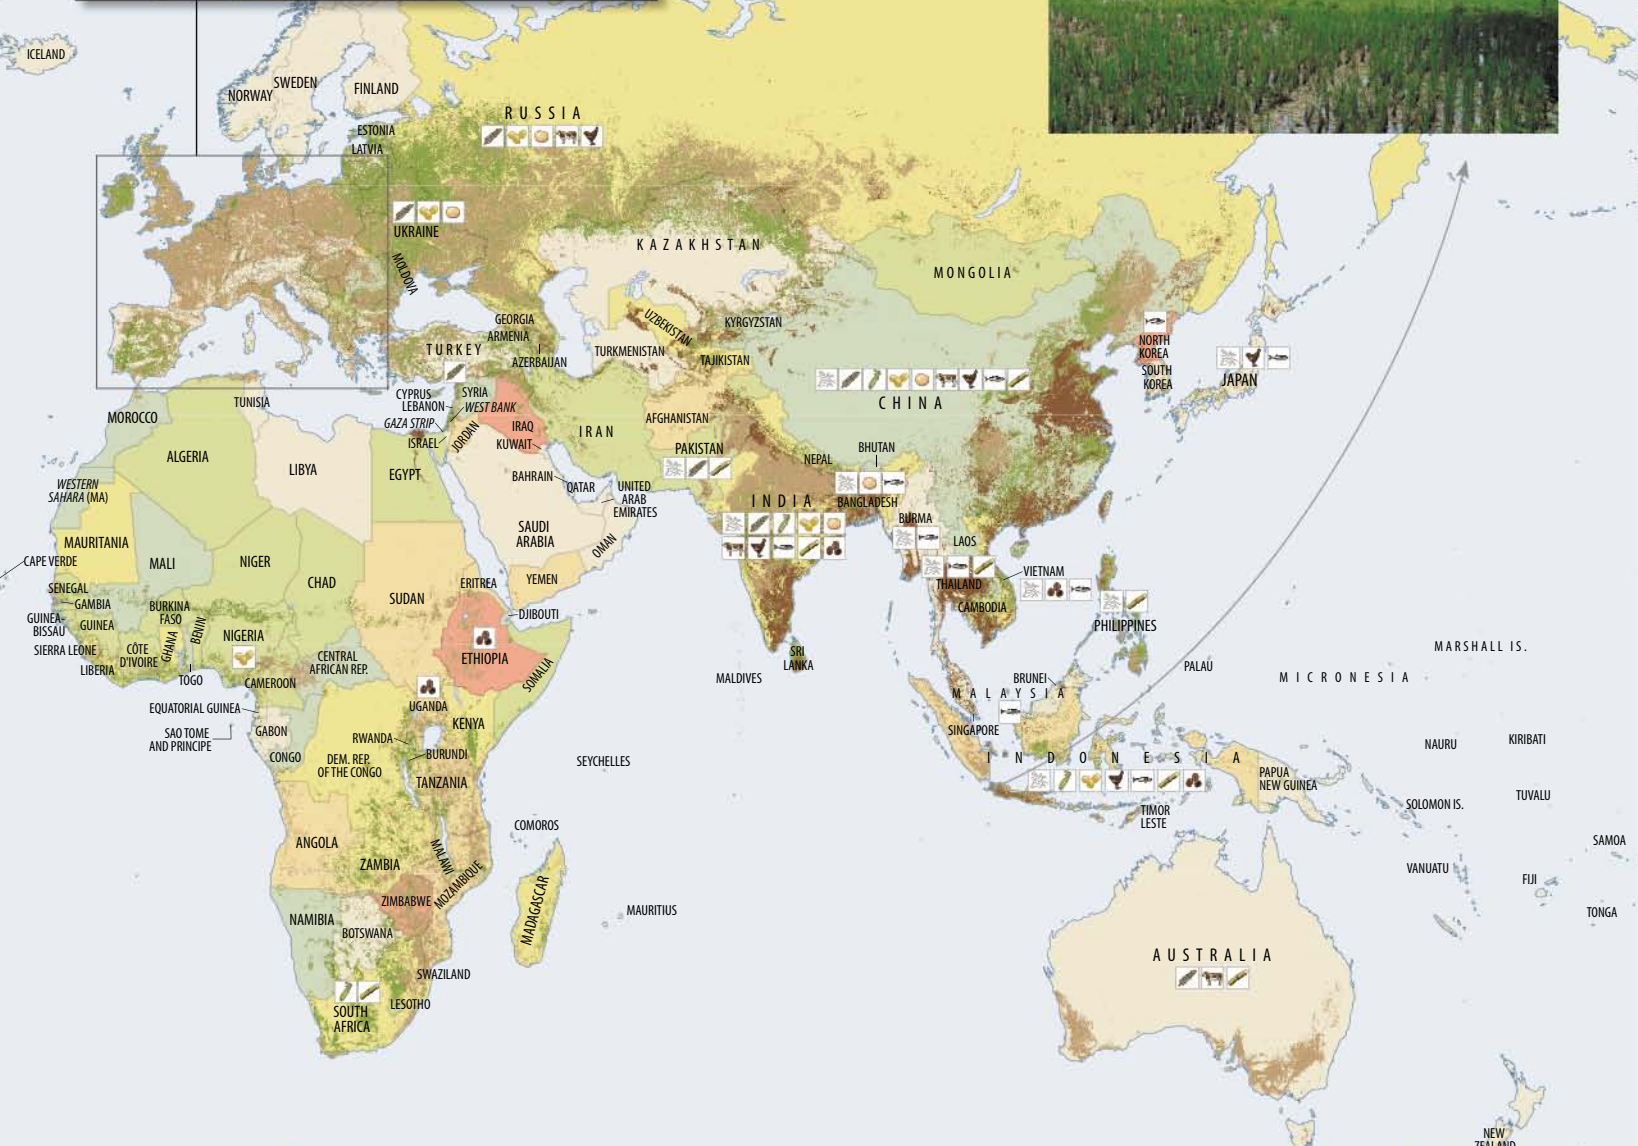 ICELAND
NORWAY
SWEDEN
FINLAND
RUSSIA
ESTONIA
LATVIA
UKRAINE
MOLDOVA
KAZAKHSTAN
MONGOLIA
GEORGIA
ARMENIA
AZERBAIJAN
TURKEY
UZBEKISTAN
KYRGYZSTAN
TURKMENISTAN
TAJIKISTAN
NORTH
KOREA
SOUTH
KOREA
JAPAN
CHINA
CYPRUS
LEBANON
SYRIA
WEST BANK
GAZA STRIP
ISRAEL
JORDAN
IRAQ
KUWAIT
IRAN
AFGHANISTAN
PAKISTAN
NEPAL
BHUTAN
BANGLADESH
INDIA
BURMA
LAOS
THAILAND
VIETNAM
CAMBODIA
PHILIPPINES
TUNISIA
MOROCCO
ALGERIA
LIBYA
EGYPT
WESTERN
SAHARA (MA)
BAHRAIN
QATAR
UNITED
ARAB
EMIRATES
SAUDI
ARABIA
OMAN
YEMEN
MAURITANIA
MALI
NIGER
CHAD
SUDAN
ERITREA
DJIBOUTI
CAPE VERDE
SENEGAL
GAMBIA
GUINEA-
BISSAU
GUINEA
SIERRA LEONE
LIBERIA
CÔTE
D'IVOIRE
BURKINA
FASO
GHANA
TOGO
BENIN
NIGERIA
CAMEROON
CENTRAL
AFRICAN REP.
ETHIOPIA
SOMALIA
EQUATORIAL GUINEA
SAO TOME
AND PRINCIPE
GABON
CONGO
DEM. REP.
OF THE CONGO
UGANDA
KENYA
RWANDA
BURUNDI
TANZANIA
SEYCHELLES
COMOROS
ANGOLA
ZAMBIA
MALAWI
MOZAMBIQUE
ZIMBABWE
NAMIBIA
BOTSWANA
MADAGASCAR
MAURITIUS
SWAZILAND
LESOTHO
SOUTH
AFRICA
SRI
LANKA
MALDIVES
BRUNEI
MALAYSIA
SINGAPORE
INDONESIA
PALAU
MICRONESIA
MARSHALL IS.
PAPUA
NEW GUINEA
TIMOR
LESTE
NAURU
KIRIBATI
SOLOMON IS.
TUVALU
SAMOA
VANUATU
FIJI
TONGA
AUSTRALIA
NEW
ZEALAND